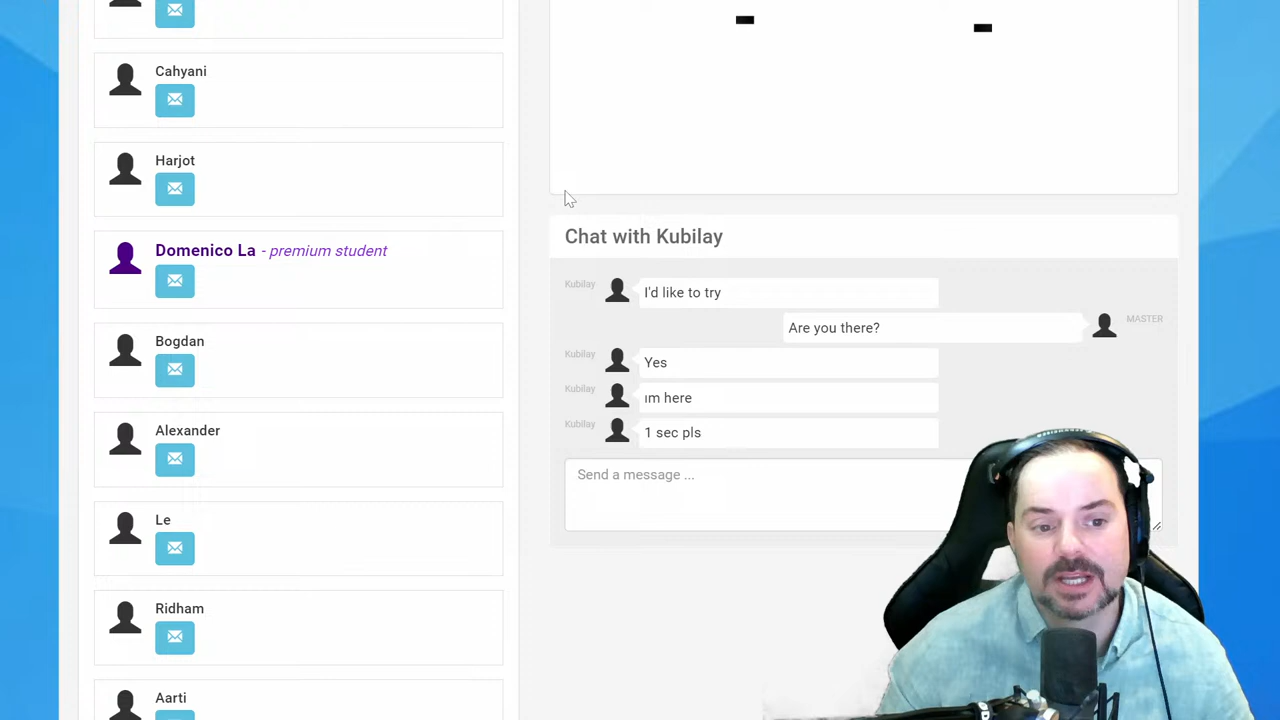 Cahyani
Harjot
Domenico La - premium student
Bogdan
Alexander
Le
Ridham
Aarti
Chat with Kubilay
Kubilay
I'd like to try
Are you there?
MASTER
Kubilay
Yes
Kubilay
ım here
Kubilay
1 sec pls
Send a message ...